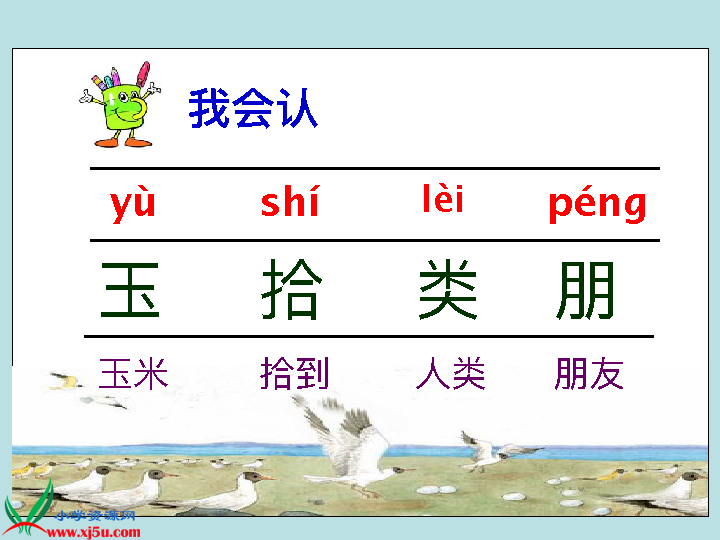 我会认
yù shí lèi péng
玉 拾 类 朋
玉米 拾到 人类 朋友
小学资源网
www.xj5u.com